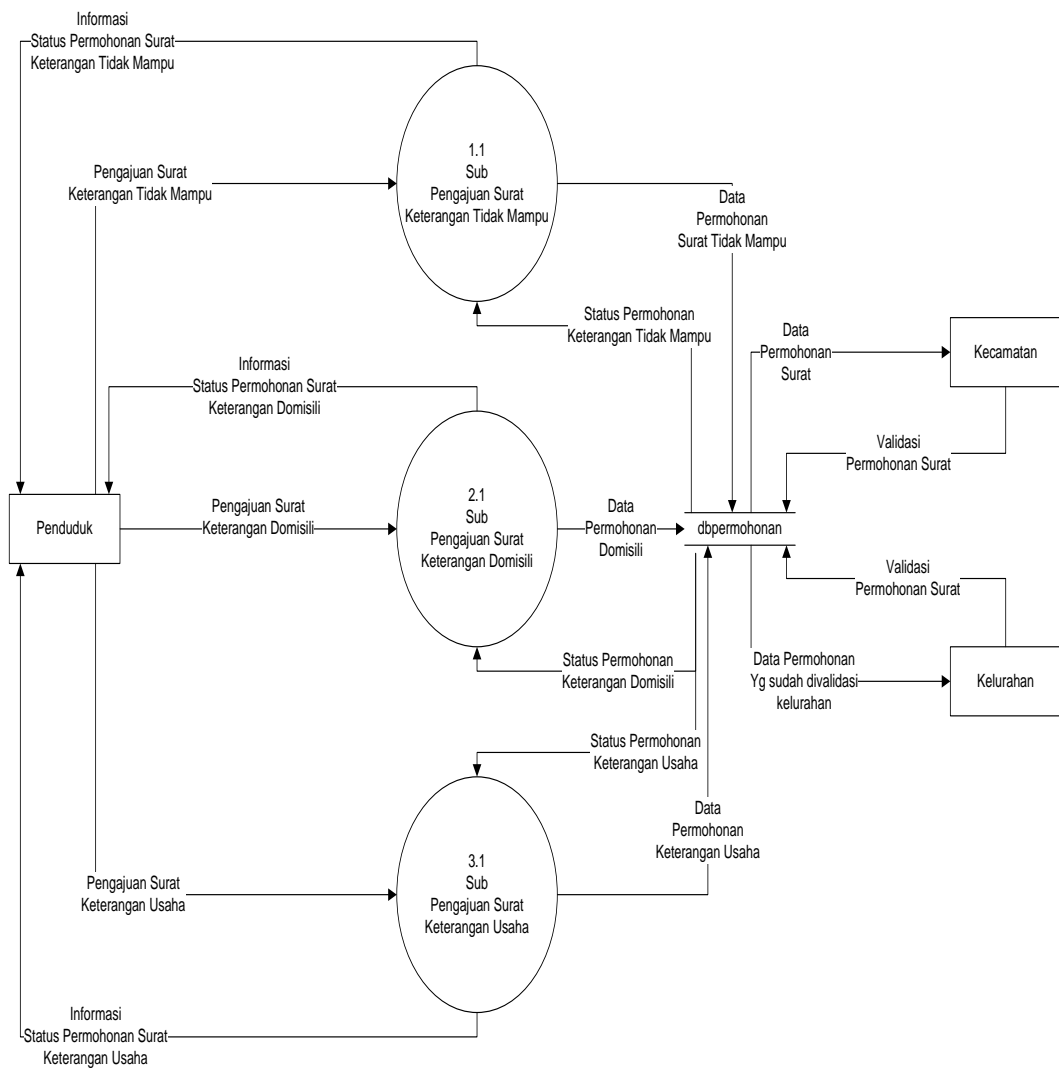 Informasi
Status Permohonan Surat
Keterangan Tidak Mampu
Pengajuan Surat
Keterangan Tidak Mampu
1.1
Sub
Pengajuan Surat
Keterangan Tidak Mampu
Data
Permohonan
Surat Tidak Mampu
Status Permohonan
Keterangan Tidak Mampu
Data
Permohonan
Surat
Kecamatan
Informasi
Status Permohonan Surat
Keterangan Domisili
Validasi
Permohonan Surat
Penduduk
Pengajuan Surat
Keterangan Domisili
2.1
Sub
Pengajuan Surat
Keterangan Domisili
Data
Permohonan
Domisili
dbpermohonan
Validasi
Permohonan Surat
Status Permohonan
Keterangan Domisili
Data Permohonan
Yg sudah divalidasi
kelurahan
Kelurahan
Status Permohonan
Keterangan Usaha
Data
Permohonan
Keterangan Usaha
Pengajuan Surat
Keterangan Usaha
3.1
Sub
Pengajuan Surat
Keterangan Usaha
Informasi
Status Permohonan Surat
Keterangan Usaha